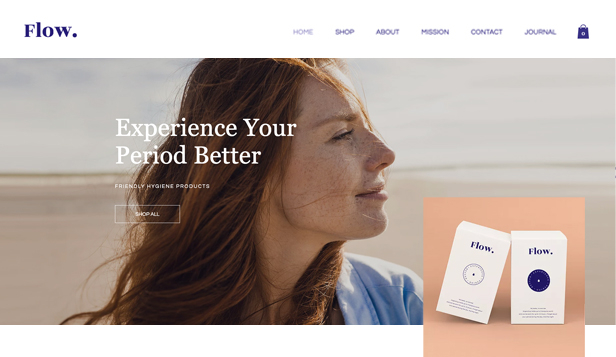 Flow.
HOME SHOP ABOUT MISSION CONTACT JOURNAL
0
Experience Your
Period Better
FRIENDLY HYGIENE PRODUCTS
SHOP ALL
Flow.
Flow.